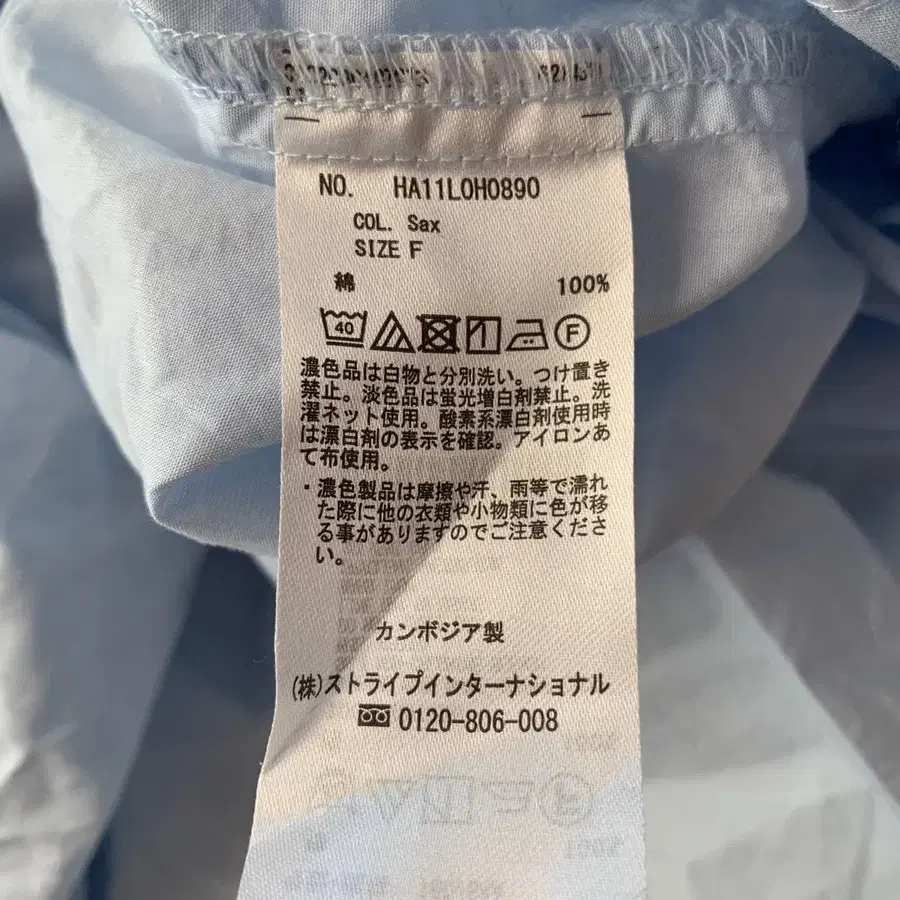 NO. HA11L0H0890
COL. Sax
SIZE F
綿 100%
40 F
濃色品は白物と分別洗い。つけ置き
禁止。淡色品は蛍光増白剤禁止。洗
濯ネット使用。酸素系漂白剤使用時
は漂白剤の表示を確認。アイロンあ
て布使用。
・濃色製品は摩擦や汗、雨等で濡れ
た際に他の衣類や小物類に色が移
る事がありますのでご注意くださ
い。
カンボジア製
(株)ストライプインターナショナル
0120-806-008